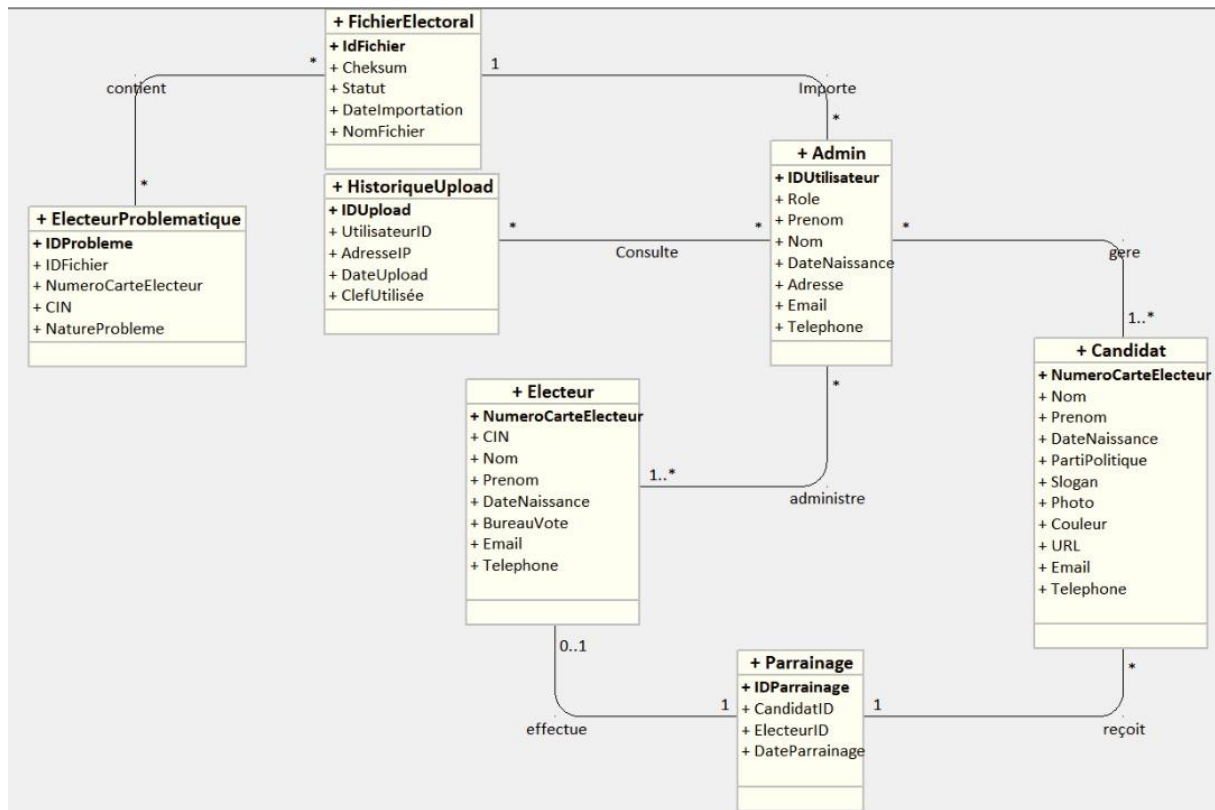 + FichierElectoral
+ IdFichier
+ Cheksum
+ Statut
+ DateImportation
+ NomFichier
*
contient
*
1
Importe
*
+ ElecteurProblematique
+ IDProbleme
+ IDFichier
+ NumeroCarteElecteur
+ CIN
+ NatureProbleme
+ HistoriqueUpload
+ IDUpload
+ UtilisateurID
+ AdresseIP
+ DateUpload
+ ClefUtilisée
*
Consulte
*
+ Admin
+ IDUtilisateur
+ Role
+ Prenom
+ Nom
+ DateNaissance
+ Adresse
+ Email
+ Telephone
*
gere
1..*
*
administre
1..*
+ Electeur
+ NumeroCarteElecteur
+ CIN
+ Nom
+ Prenom
+ DateNaissance
+ BureauVote
+ Email
+ Telephone
+ Candidat
+ NumeroCarteElecteur
+ Nom
+ Prenom
+ DateNaissance
+ PartiPolitique
+ Slogan
+ Photo
+ Couleur
+ URL
+ Email
+ Telephone
0..1
effectue
1
+ Parrainage
+ IDParrainage
+ CandidatID
+ ElecteurID
+ DateParrainage
1
reçoit
*